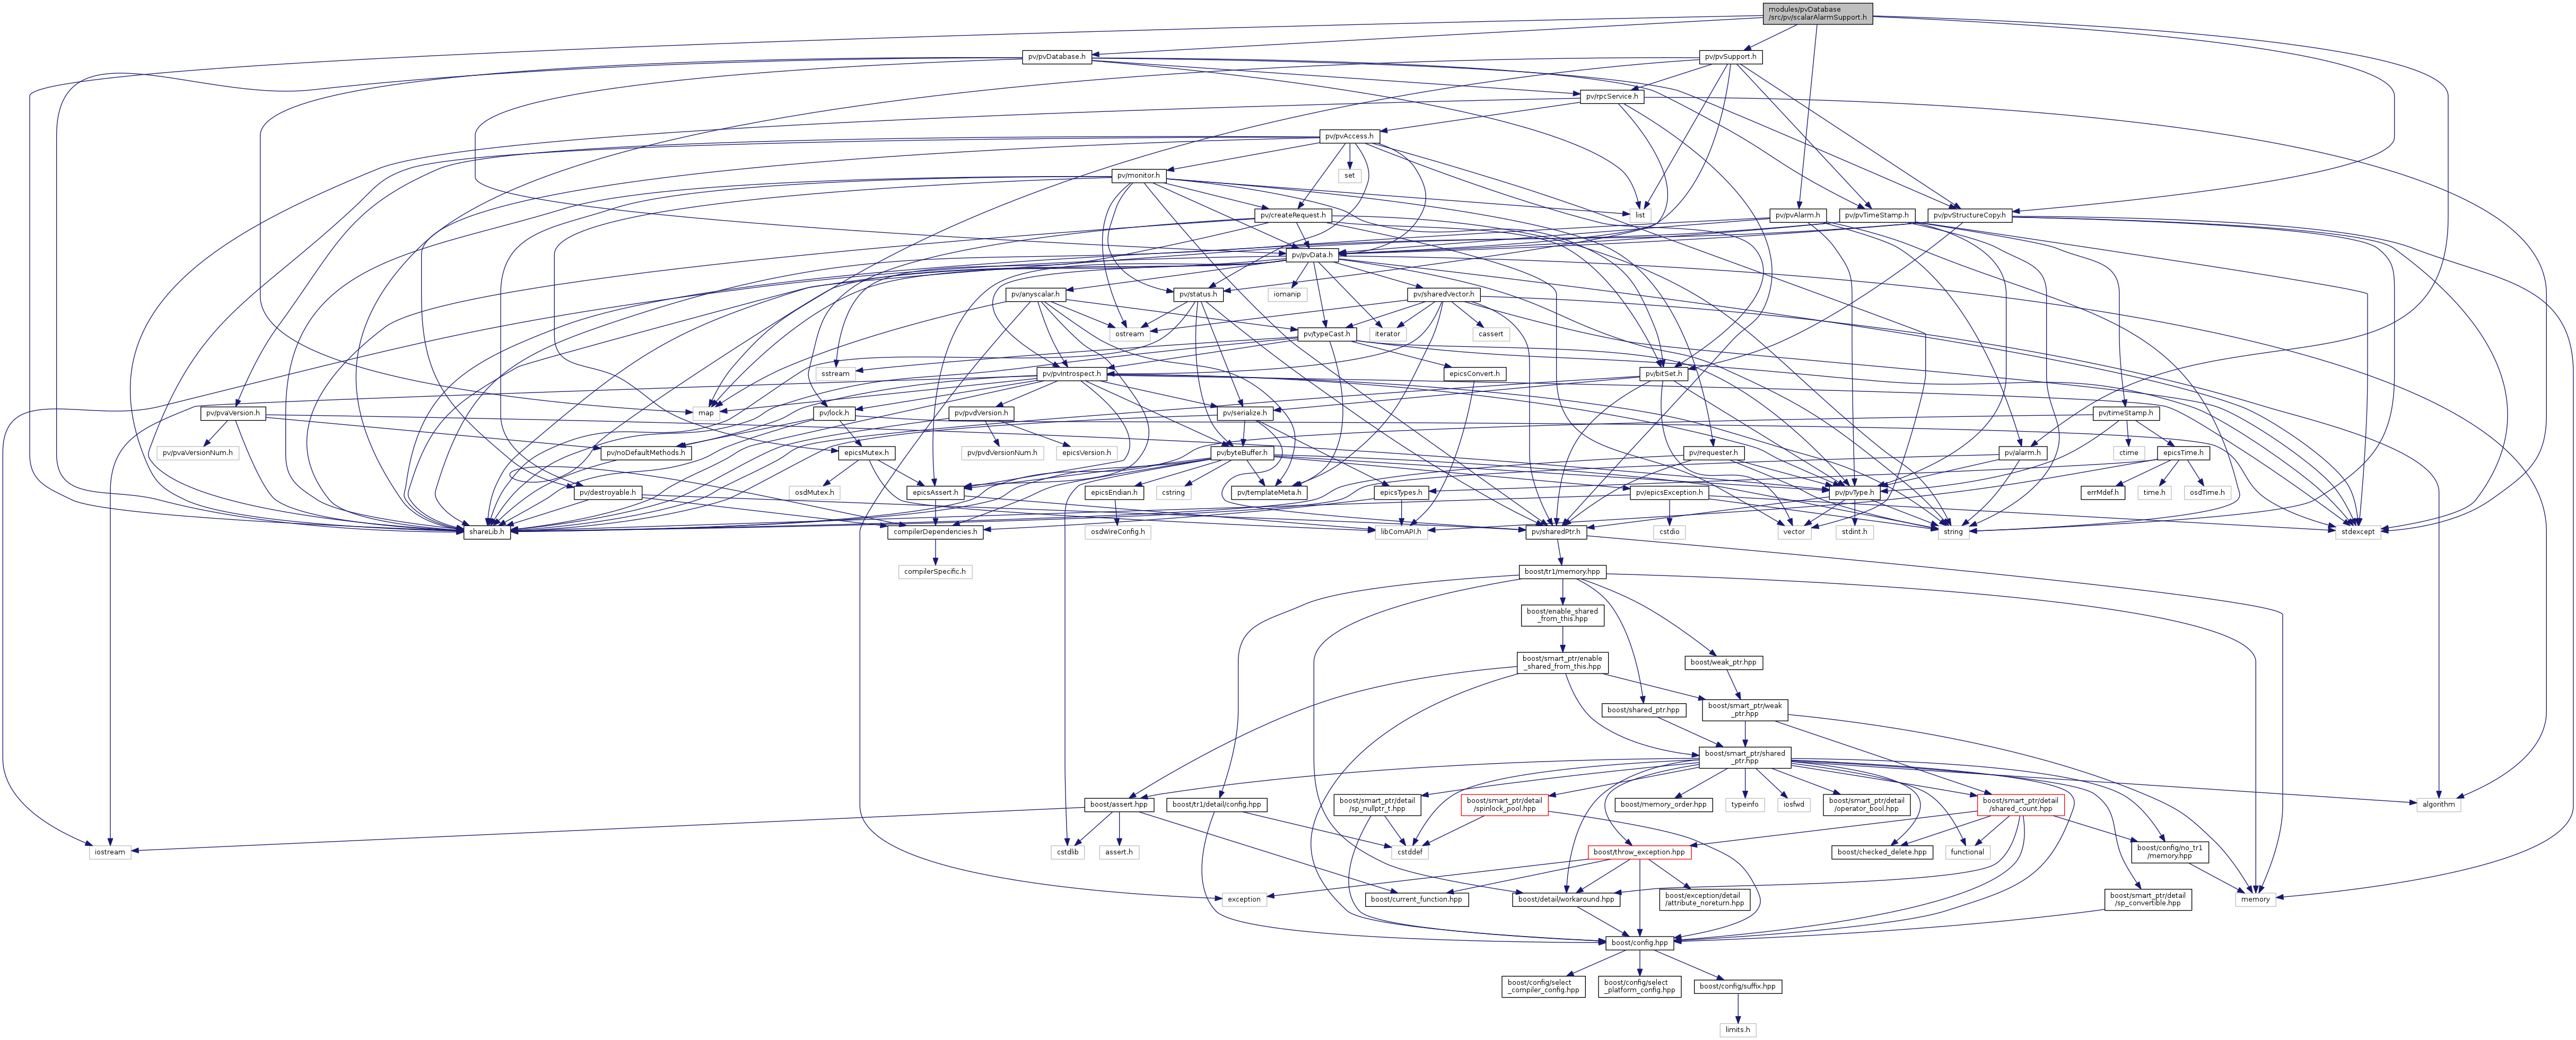 modules/pvDatabase
/src/pv/scalarAlarmSupport.h
pv/pvDatabase.h
pv/pvSupport.h
pv/rpcService.h
pv/pvAccess.h
pv/monitor.h
set
pv/createRequest.h
list
pv/pvAlarm.h
pv/pvTimeStamp.h
pv/pvStructureCopy.h
pv/pvData.h
pv/anyscalar.h
pv/status.h
iomanip
pv/sharedVector.h
ostream
pv/typeCast.h
iterator
cassert
sstream
pv/pvIntrospect.h
epicsConvert.h
pv/bitSet.h
pv/pvaVersion.h
map
pv/lock.h
pv/pvdVersion.h
pv/serialize.h
pv/timeStamp.h
pv/pvaVersionNum.h
pv/noDefaultMethods.h
epicsMutex.h
pv/pvdVersionNum.h
epicsVersion.h
pv/byteBuffer.h
pv/requester.h
pv/alarm.h
ctime
epicsTime.h
pv/destroyable.h
osdMutex.h
epicsAssert.h
epicsEndian.h
cstring
pv/templateMeta.h
epicsTypes.h
pv/epicsException.h
pv/pvType.h
errMdef.h
time.h
osdTime.h
shareLib.h
compilerDependencies.h
osdWireConfig.h
pv/sharedPtr.h
libComAPI.h
cstdio
vector
stdint.h
string
stdexcept
compilerSpecific.h
boost/tr1/memory.hpp
boost/enable_shared
_from_this.hpp
boost/smart_ptr/enable
_shared_from_this.hpp
boost/weak_ptr.hpp
boost/shared_ptr.hpp
boost/smart_ptr/weak
_ptr.hpp
boost/smart_ptr/shared
_ptr.hpp
boost/assert.hpp
boost/tr1/detail/config.hpp
boost/smart_ptr/detail
/sp_nullptr_t.hpp
boost/smart_ptr/detail
/spinlock_pool.hpp
boost/memory_order.hpp
typeinfo
iosfwd
boost/smart_ptr/detail
/operator_bool.hpp
boost/smart_ptr/detail
/shared_count.hpp
algorithm
iostream
cstdlib
assert.h
cstddef
boost/throw_exception.hpp
boost/checked_delete.hpp
functional
boost/config/no_tr1
/memory.hpp
exception
boost/current_function.hpp
boost/detail/workaround.hpp
boost/exception/detail
/attribute_noreturn.hpp
boost/smart_ptr/detail
/sp_convertible.hpp
memory
boost/config.hpp
boost/config/select
_compiler_config.hpp
boost/config/select
_platform_config.hpp
boost/config/suffix.hpp
limits.h